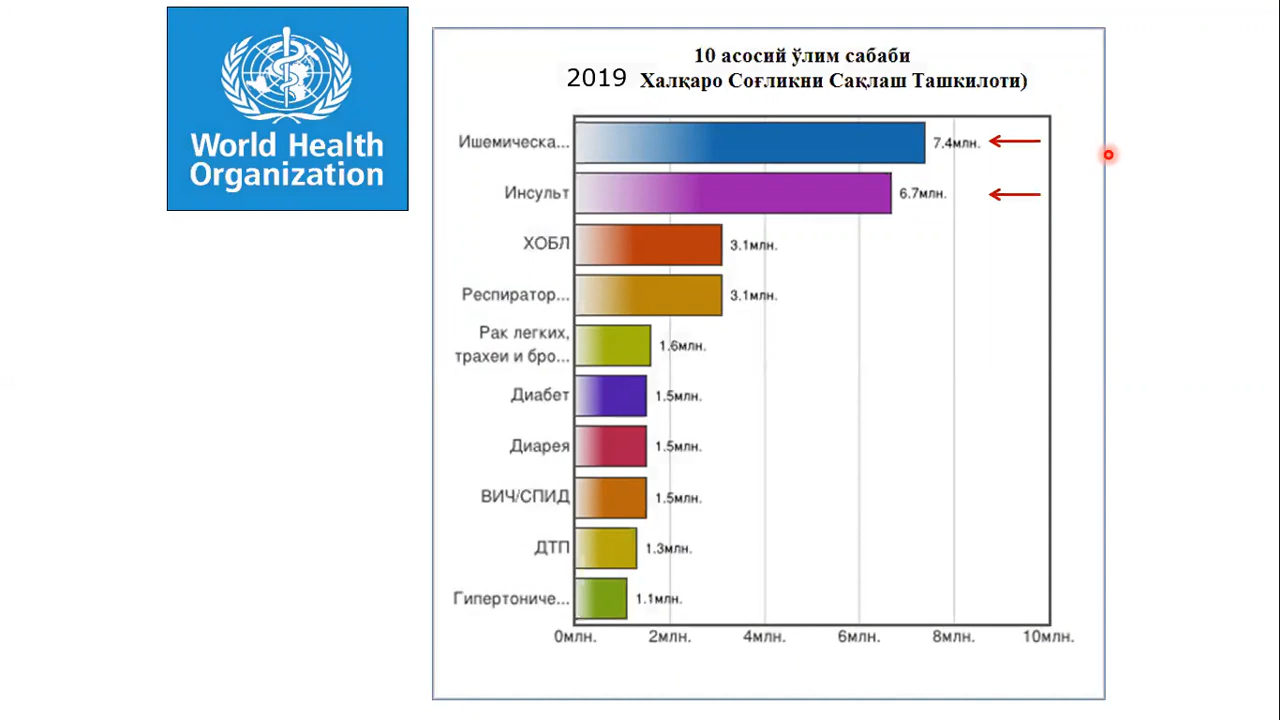 World Health
Organization
10 асосий ўлим сабаби
2019 Халқаро Соғликни Сақлаш Ташкилоти)
Ишемическа... 7.4млн.
Инсульт 6.7млн.
ХОБЛ 3.1млн.
Респиратор... 3.1млн.
Рак легких,
трахеи и бро... 1.6млн.
Диабет 1.5млн.
Диарея 1.5млн.
ВИЧ/СПИД 1.5млн.
ДТП 1.3млн.
Гипертониче... 1.1млн.
0млн. 2млн. 4млн. 6млн. 8млн. 10млн.